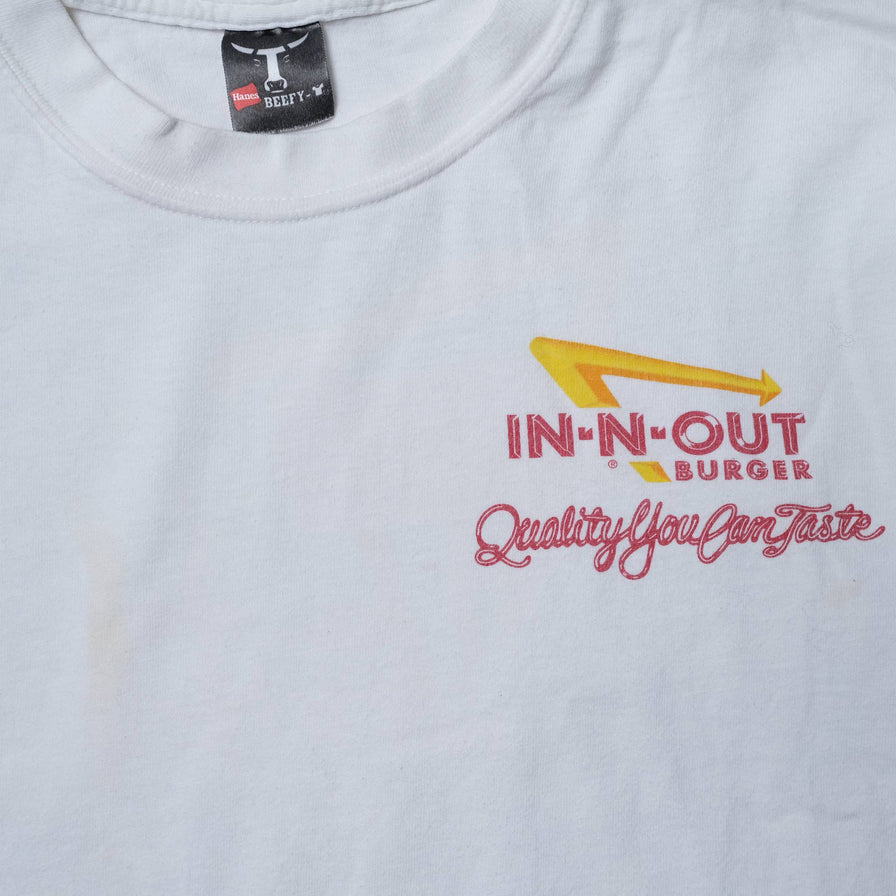 Hanes
BEEFY-T
IN-N-OUT
® BURGER
Quality You Can Taste